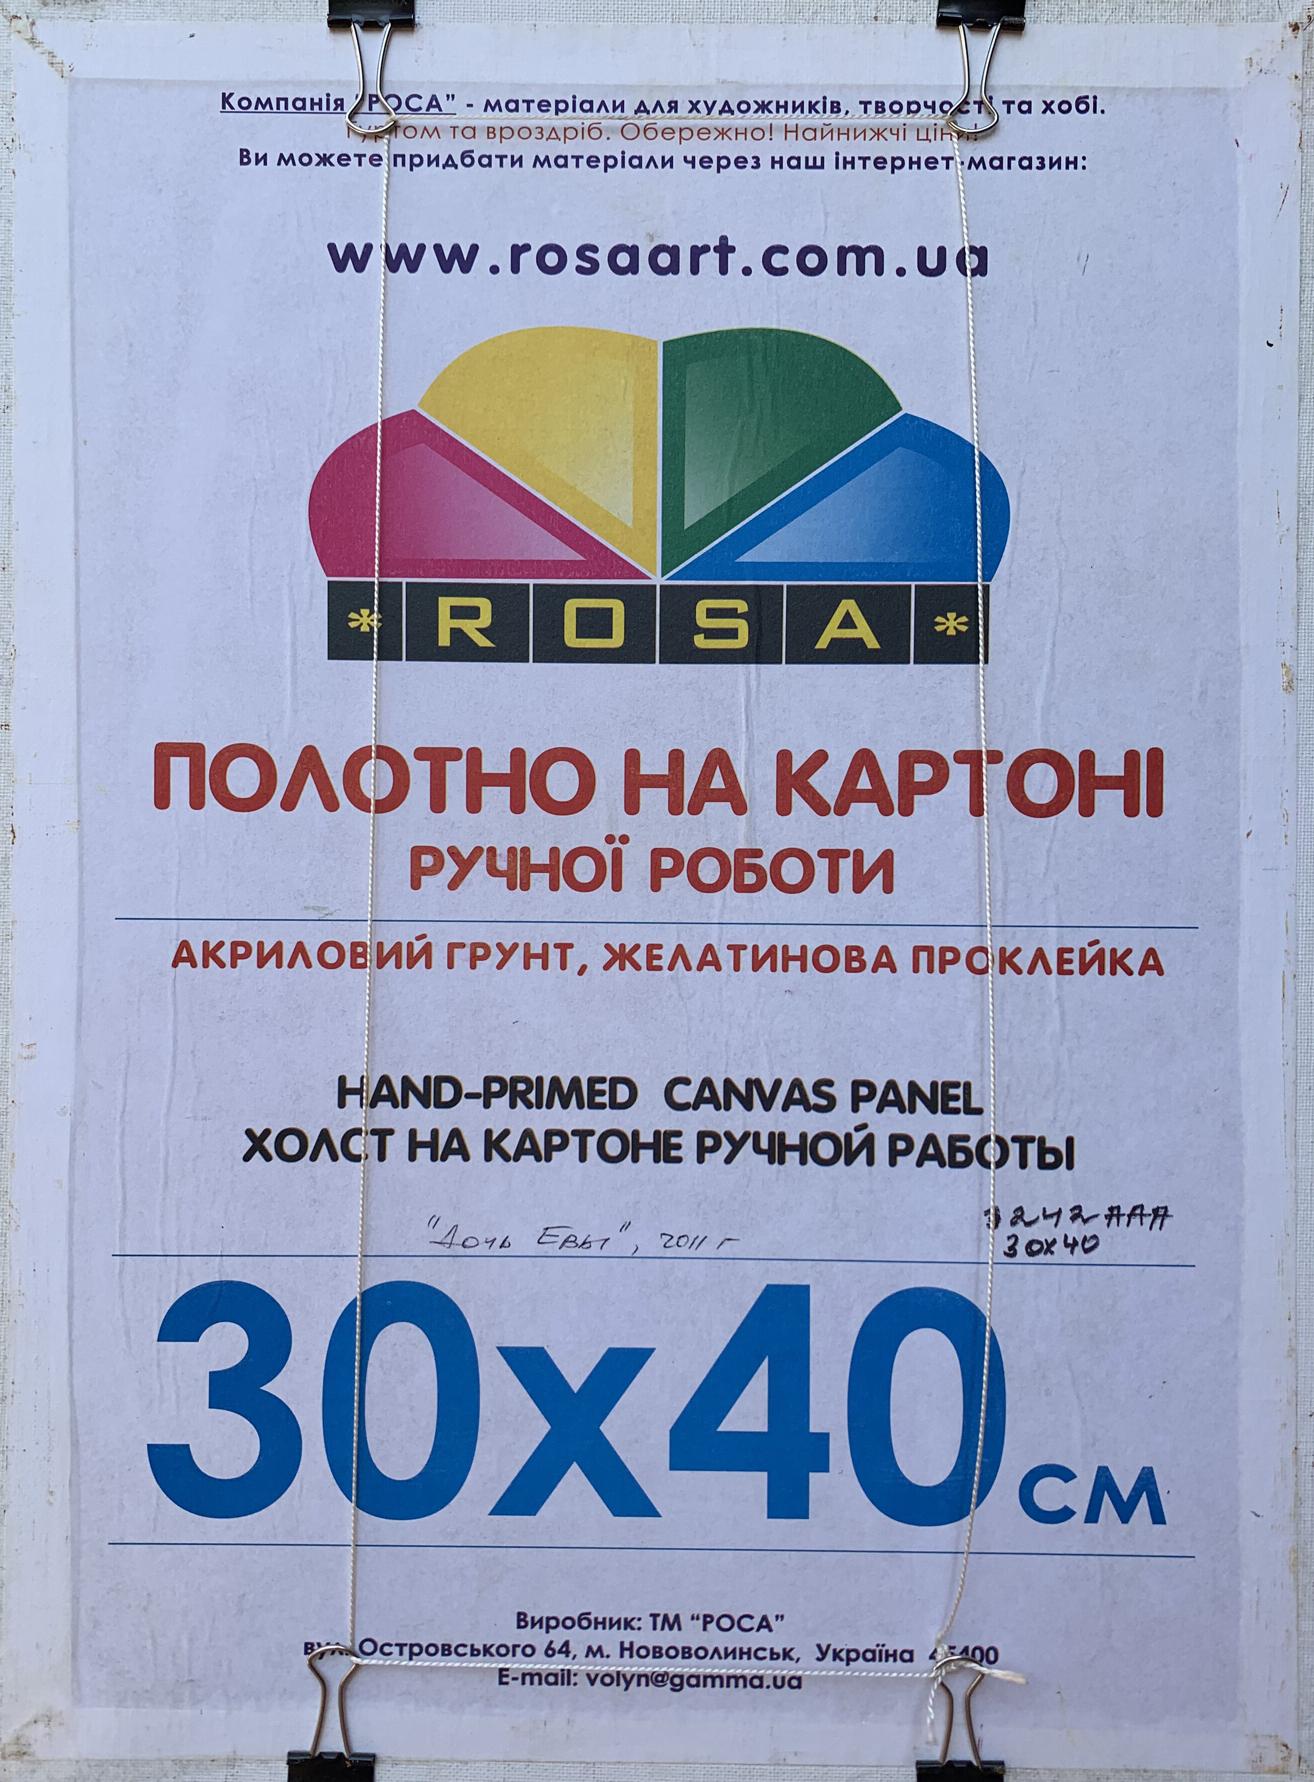 Компанія "РОСА" - матеріали для художників, творчості та хобі.
Гуртом та вроздріб. Обережно! Найнижчі ціни!
Ви можете придбати матеріали через наш інтернет-магазин:
www.rosaart.com.ua
*ROSA*
ПОЛОТНО НА КАРТОНІ
РУЧНОЇ РОБОТИ
АКРИЛОВИЙ ГРУНТ, ЖЕЛАТИНОВА ПРОКЛЕЙКА
HAND-PRIMED CANVAS PANEL
ХОЛСТ НА КАРТОНЕ РУЧНОЙ РАБОТЫ
"Дочь Евы", 2011 г
30х40
30х40 см
Виробник: ТМ "РОСА"
вул. Островського 64, м. Нововолинськ, Україна 45400
E-mail: volyn@gamma.ua